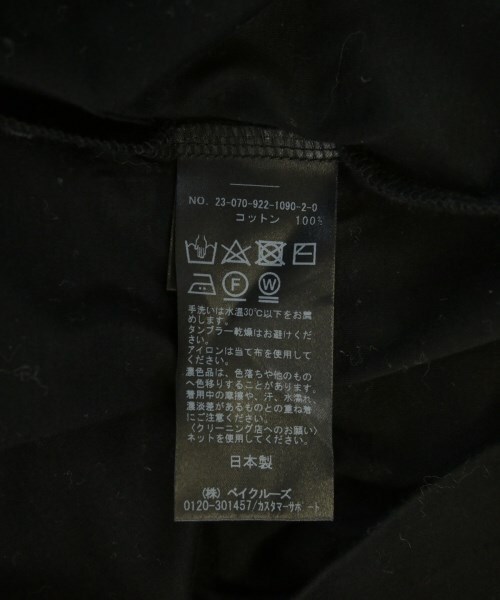 NO. 23-070-922-1090-2-0
コットン 100%
F W
手洗いは水温30℃以下をお薦
めします。
タンブラー乾燥はお避けくださ
い。
アイロンは当て布を使用して
ください。
濃色品は、色落ちや他のもの
へ色移りすることがあります。
着用中の摩擦や、汗、水濡れ、
濃淡差があるものとの重ね着
にご注意ください。
〈クリーニング店へのお願い〉
ネットを使用してください。
日本製
(株) ベイクルーズ
0120-301457/カスタマーサポート